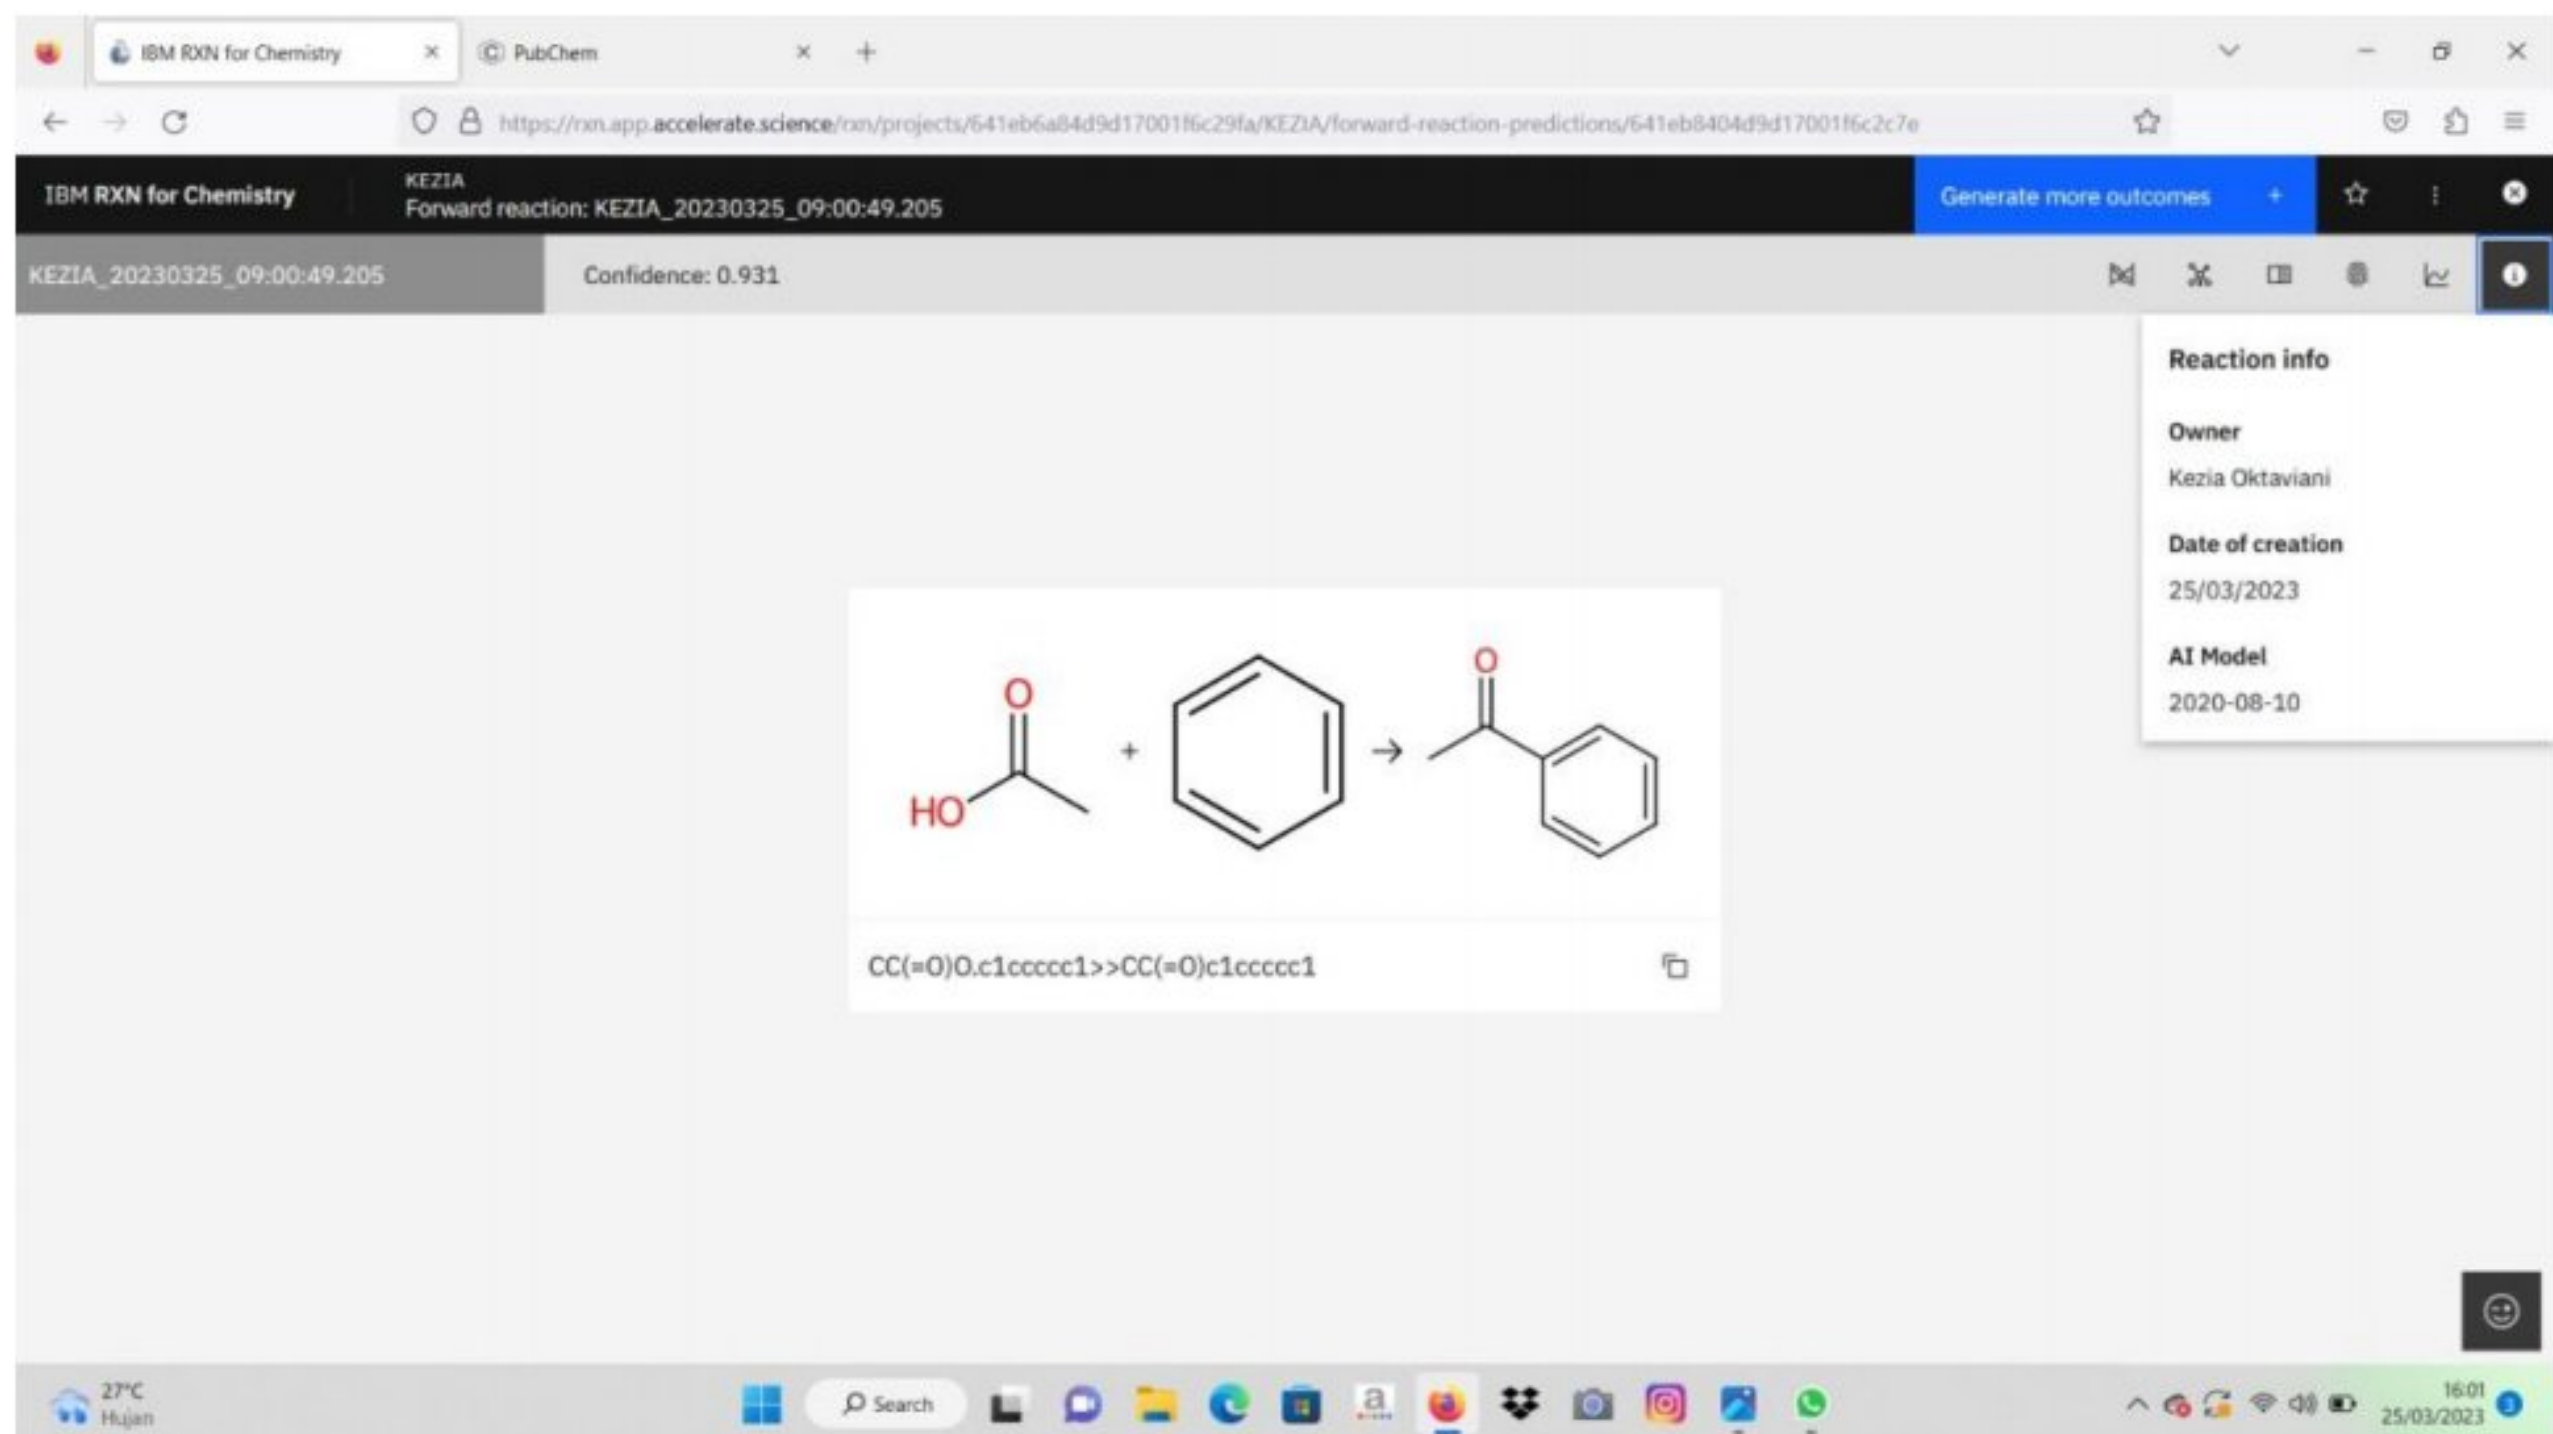 IBM RXN for Chemistry
PubChem
https://rxn.app.accelerate.science/rxn/projects/641eb6a84d9d17001f6c29fa/KEZIA/forward-reaction-predictions/641eb8404d9d17001f6c2c7e
IBM RXN for Chemistry
KEZIA
Forward reaction: KEZIA_20230325_09:00:49.205
Generate more outcomes +
KEZIA_20230325_09:00:49.205
Confidence: 0.931
Reaction info
Owner
Kezia Oktaviani
Date of creation
25/03/2023
AI Model
2020-08-10
O
HO
+
O
CC(=O)O.c1ccccc1>>CC(=O)c1ccccc1
27°C
Hujan
Search
a
16:01
25/03/2023
3